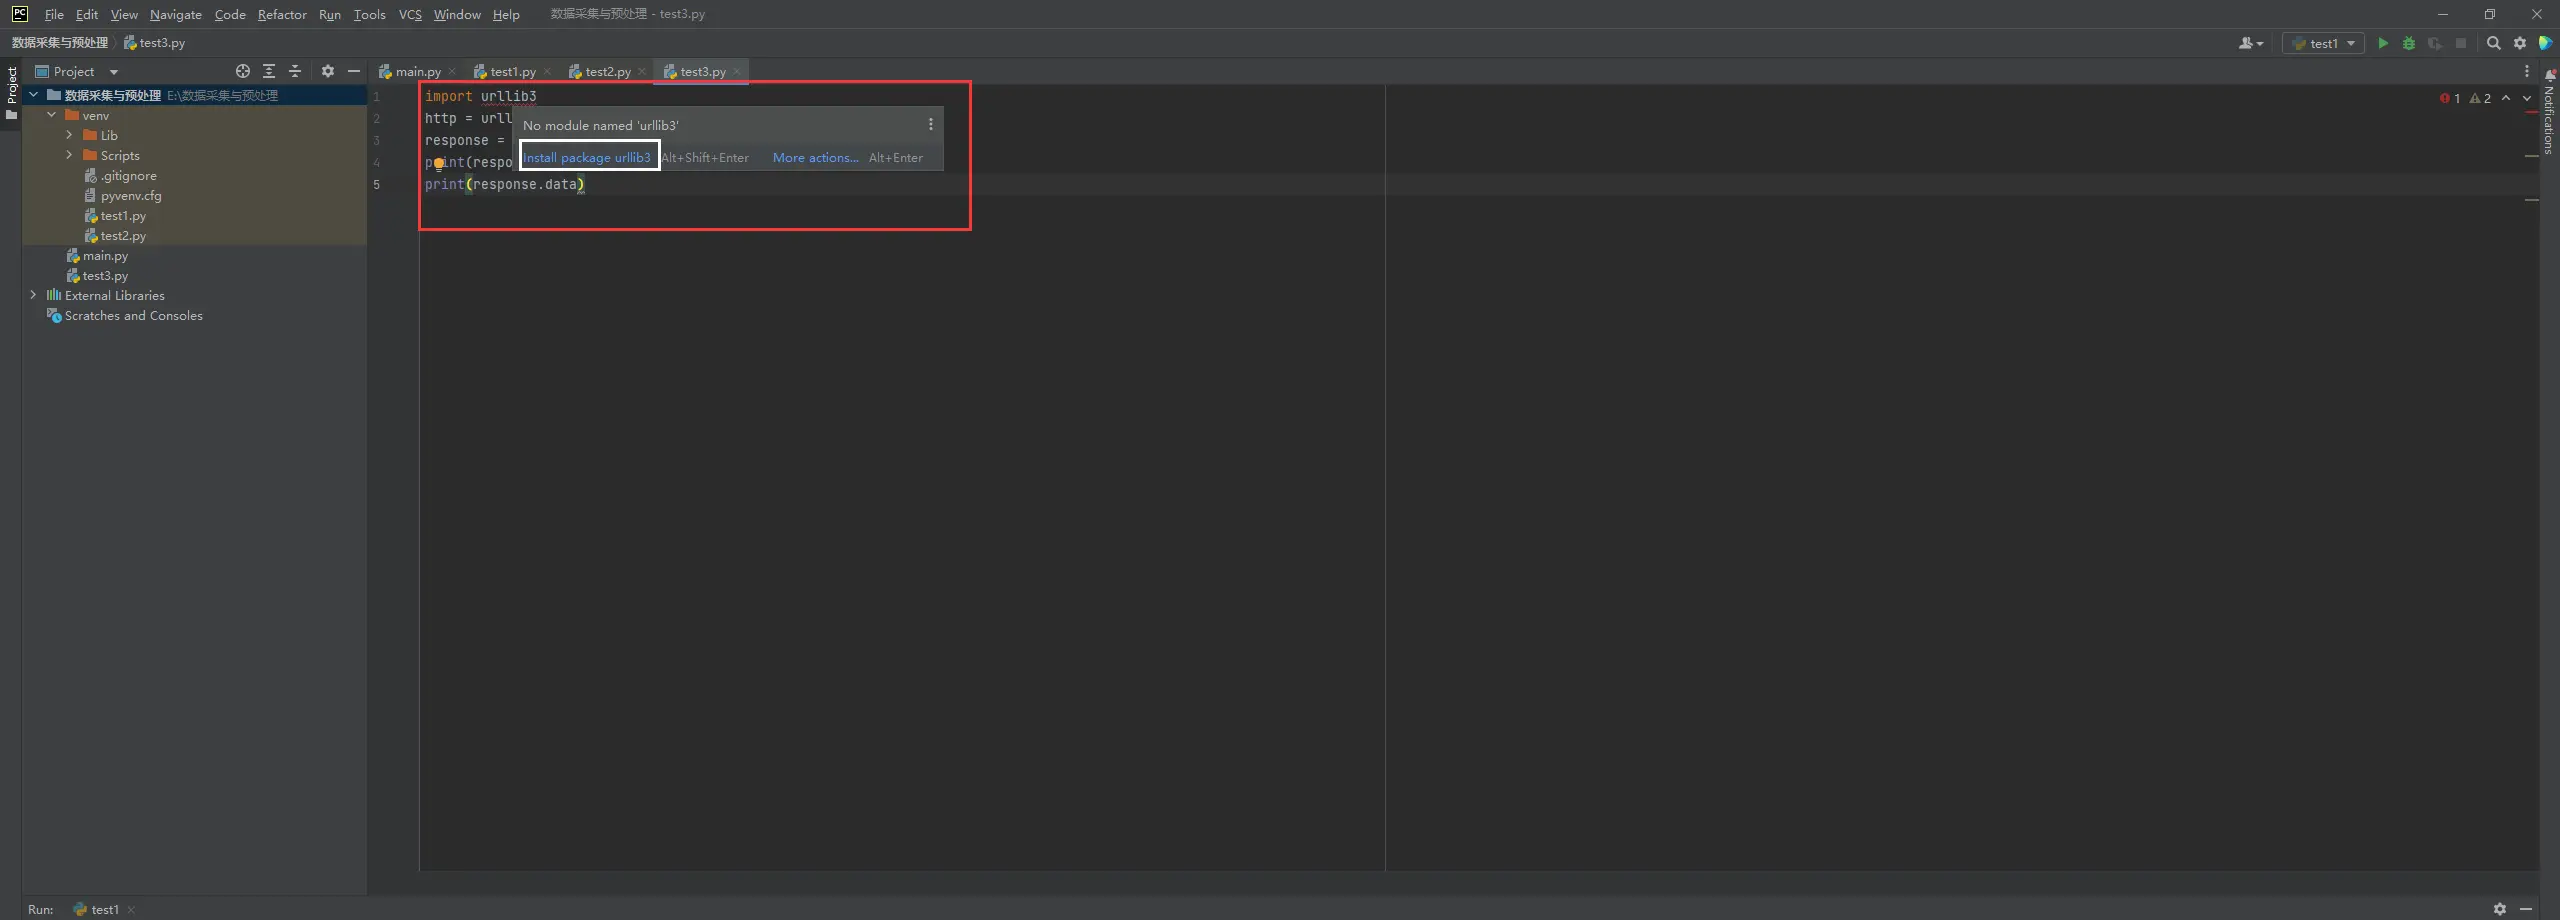 PC File Edit View Navigate Code Refactor Run Tools VCS Window Help 数据采集与预处理 - test3.py
数据采集与预处理 test3.py test1
Project
Project main.py test1.py test2.py test3.py
数据采集与预处理 E:\数据采集与预处理
venv
Lib
Scripts
.gitignore
pyvenv.cfg
test1.py
test2.py
main.py
test3.py
External Libraries
Scratches and Consoles
1 import urllib3
2 http = urll
3 response =
4 print(respo
5 print(response.data)
No module named 'urllib3'
Install package urllib3 Alt+Shift+Enter More actions... Alt+Enter
1 2
Notifications
Run: test1